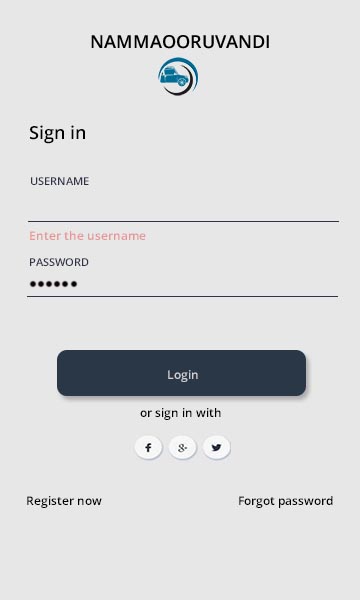 NAMMAOORUVANDI
Sign in
USERNAME
Enter the username
PASSWORD
●●●●●●
Login
or sign in with
Register now
Forgot password